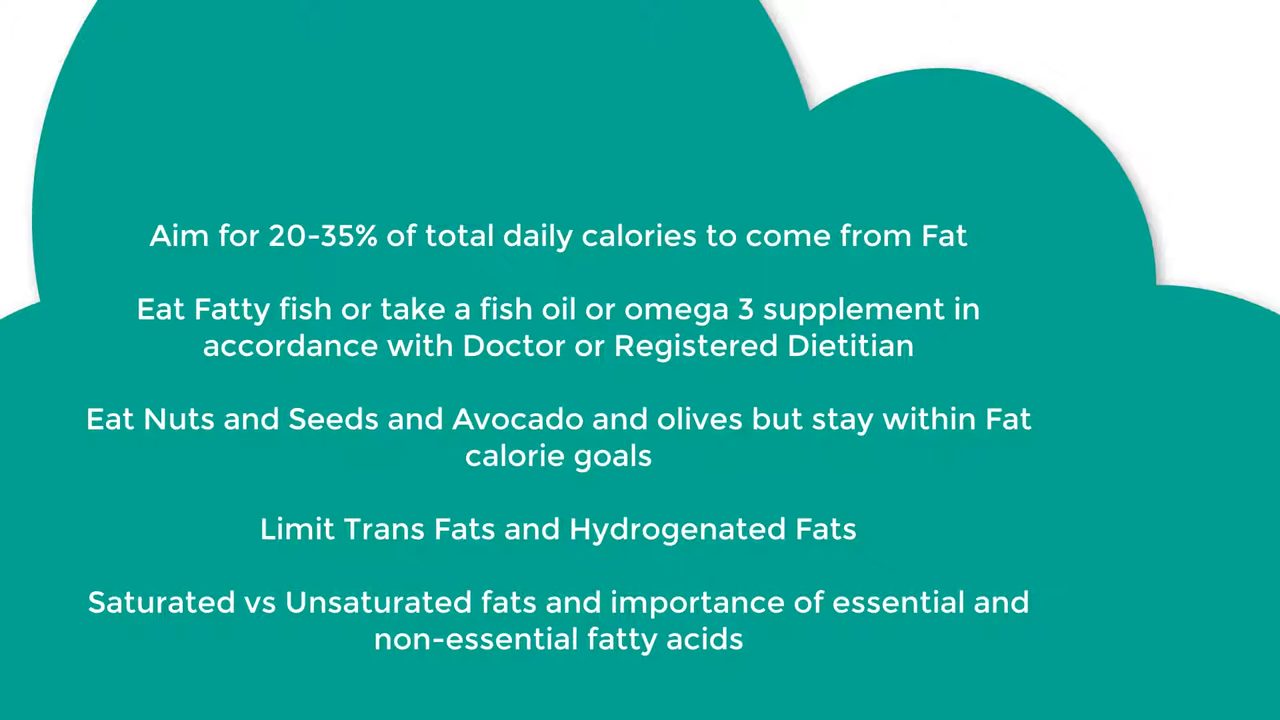 Aim for 20-35% of total daily calories to come from Fat
Eat Fatty fish or take a fish oil or omega 3 supplement in
accordance with Doctor or Registered Dietitian
Eat Nuts and Seeds and Avocado and olives but stay within Fat
calorie goals
Limit Trans Fats and Hydrogenated Fats
Saturated vs Unsaturated fats and importance of essential and
non-essential fatty acids